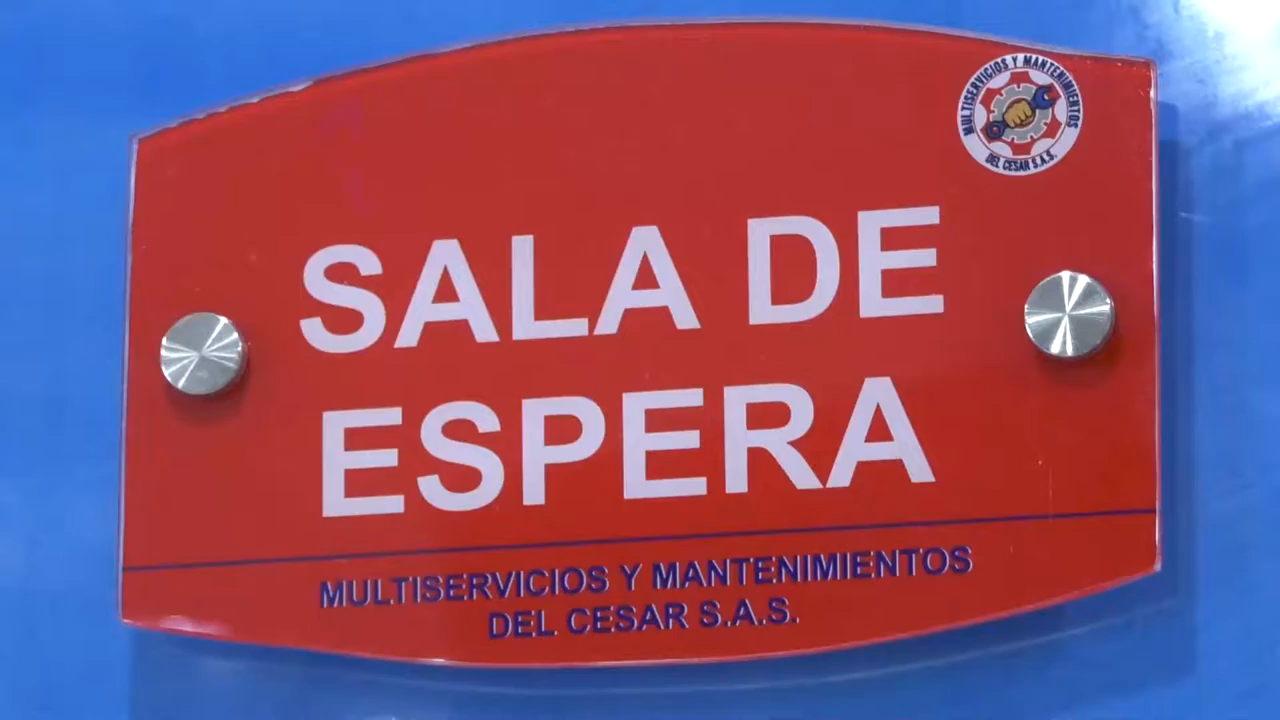 MULTISERVICIOS Y MANTENIMIENTOS
DEL CESAR S.A.S.
SALA DE
ESPERA
MULTISERVICIOS Y MANTENIMIENTOS
DEL CESAR S.A.S.